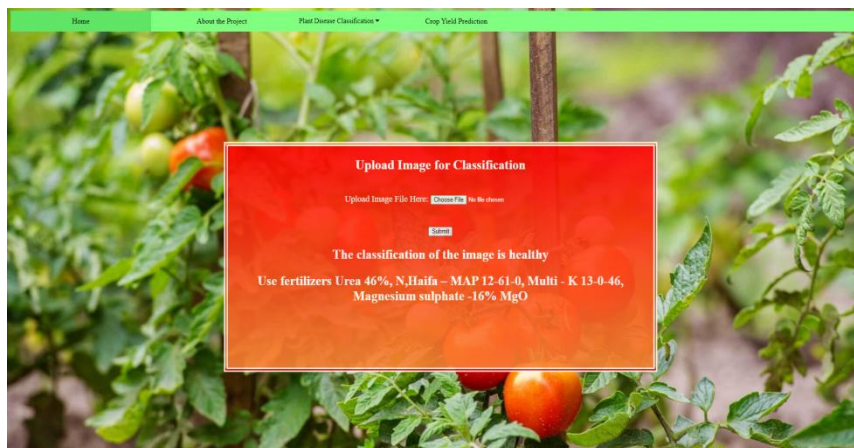 Home
About the Project
Plant Disease Classification
Crop Yield Prediction
Upload Image for Classification
Upload Image File Here: Choose File No file chosen
Submit
The classification of the image is healthy
Use fertilizers Urea 46%, N,Haifa – MAP 12-61-0, Multi - K 13-0-46,
Magnesium sulphate -16% MgO